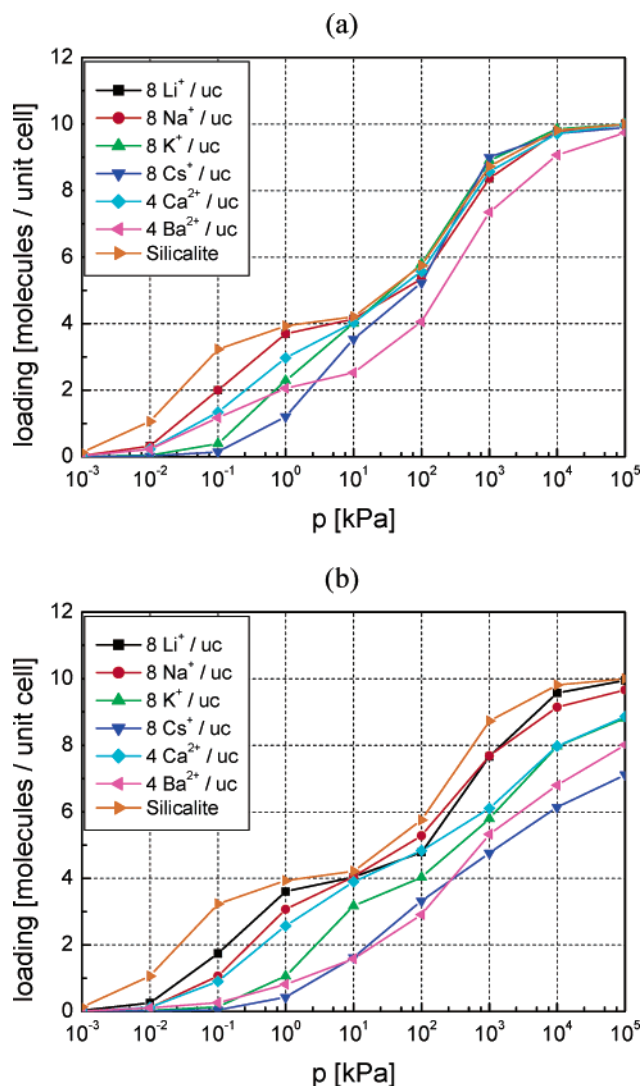 (a)
12
10
8
6
4
2
0
loading [molecules / unit cell]
8 Li⁺ / uc
8 Na⁺ / uc
8 K⁺ / uc
8 Cs⁺ / uc
4 Ca²⁺ / uc
4 Ba²⁺ / uc
Silicalite
10⁻³ 10⁻² 10⁻¹ 10⁰ 10¹ 10² 10³ 10⁴ 10⁵
p [kPa]
(b)
12
10
8
6
4
2
0
loading [molecules / unit cell]
8 Li⁺ / uc
8 Na⁺ / uc
8 K⁺ / uc
8 Cs⁺ / uc
4 Ca²⁺ / uc
4 Ba²⁺ / uc
Silicalite
10⁻³ 10⁻² 10⁻¹ 10⁰ 10¹ 10² 10³ 10⁴ 10⁵
p [kPa]